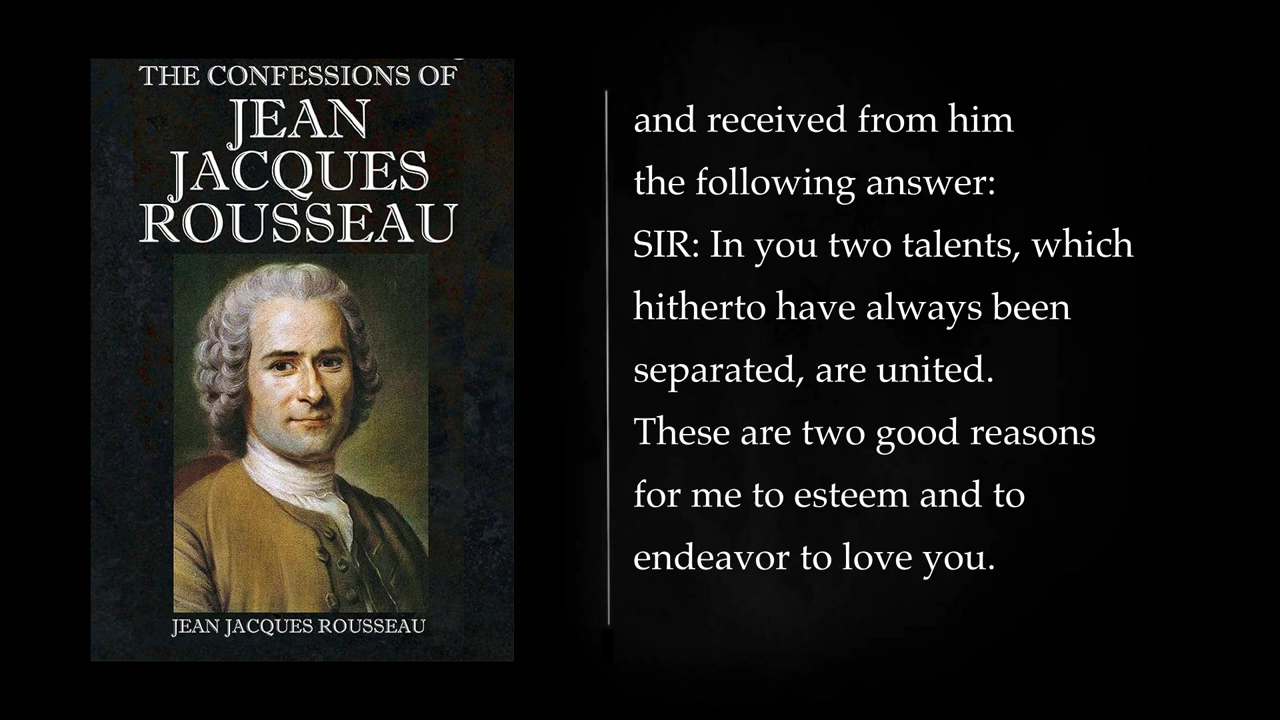 THE CONFESSIONS OF
JEAN
JACQUES
ROUSSEAU
JEAN JACQUES ROUSSEAU
and received from him
the following answer:
SIR: In you two talents, which
hitherto have always been
separated, are united.
These are two good reasons
for me to esteem and to
endeavor to love you.